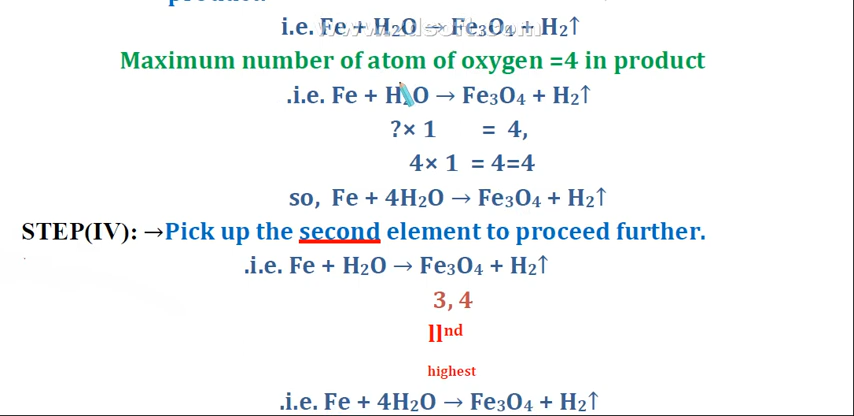 i.e. Fe + H₂O → Fe₃O₄ + H₂↑
Maximum number of atom of oxygen =4 in product
.i.e. Fe + H₂O → Fe₃O₄ + H₂↑
?× 1 = 4,
4× 1 = 4=4
so, Fe + 4H₂O → Fe₃O₄ + H₂↑
STEP(IV): →Pick up the second element to proceed further.
.i.e. Fe + H₂O → Fe₃O₄ + H₂↑
3, 4
IInd
highest
.i.e. Fe + 4H₂O → Fe₃O₄ + H₂↑